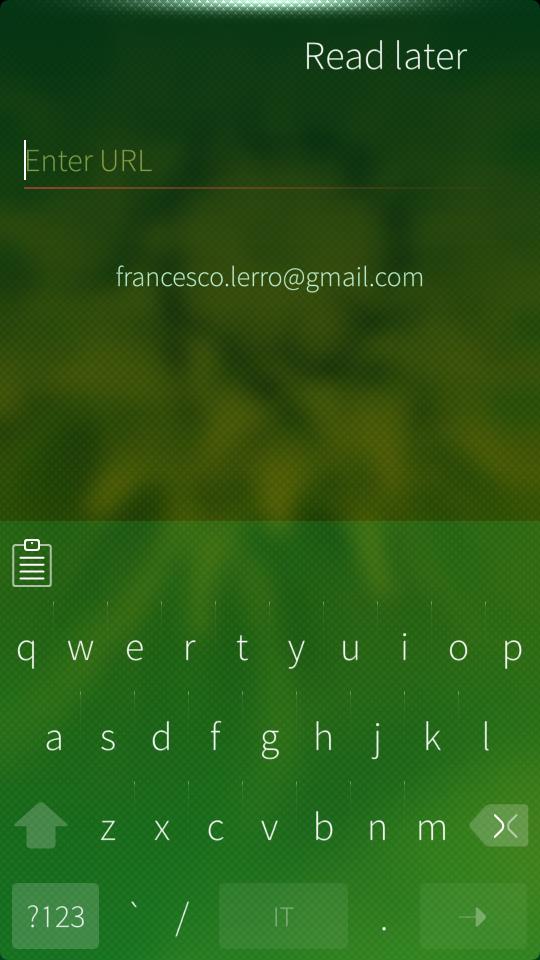 Read later
Enter URL
francesco.lerro@gmail.com
q w e r t y u i o p
a s d f g h j k l
z x c v b n m
?123 ` / IT .